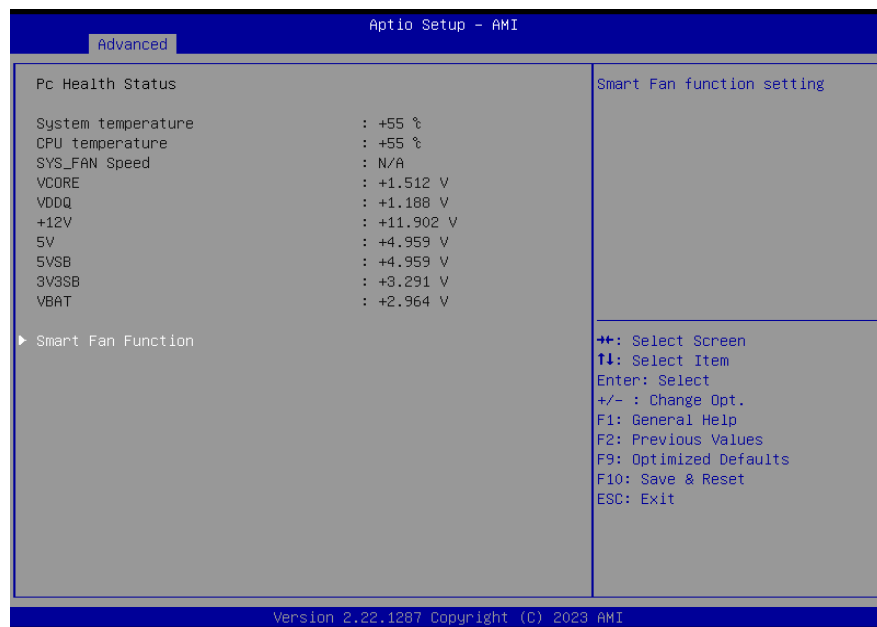 Aptio Setup – AMI
Advanced
Pc Health Status
System temperature : +55 ℃
CPU temperature : +55 ℃
SYS_FAN Speed : N/A
VCORE : +1.512 V
VDDQ : +1.188 V
+12V : +11.902 V
5V : +4.959 V
5VSB : +4.959 V
3V3SB : +3.291 V
VBAT : +2.964 V
▶ Smart Fan Function
Smart Fan function setting
→←: Select Screen
↑↓: Select Item
Enter: Select
+/- : Change Opt.
F1: General Help
F2: Previous Values
F9: Optimized Defaults
F10: Save & Reset
ESC: Exit
Version 2.22.1287 Copyright (C) 2023 AMI